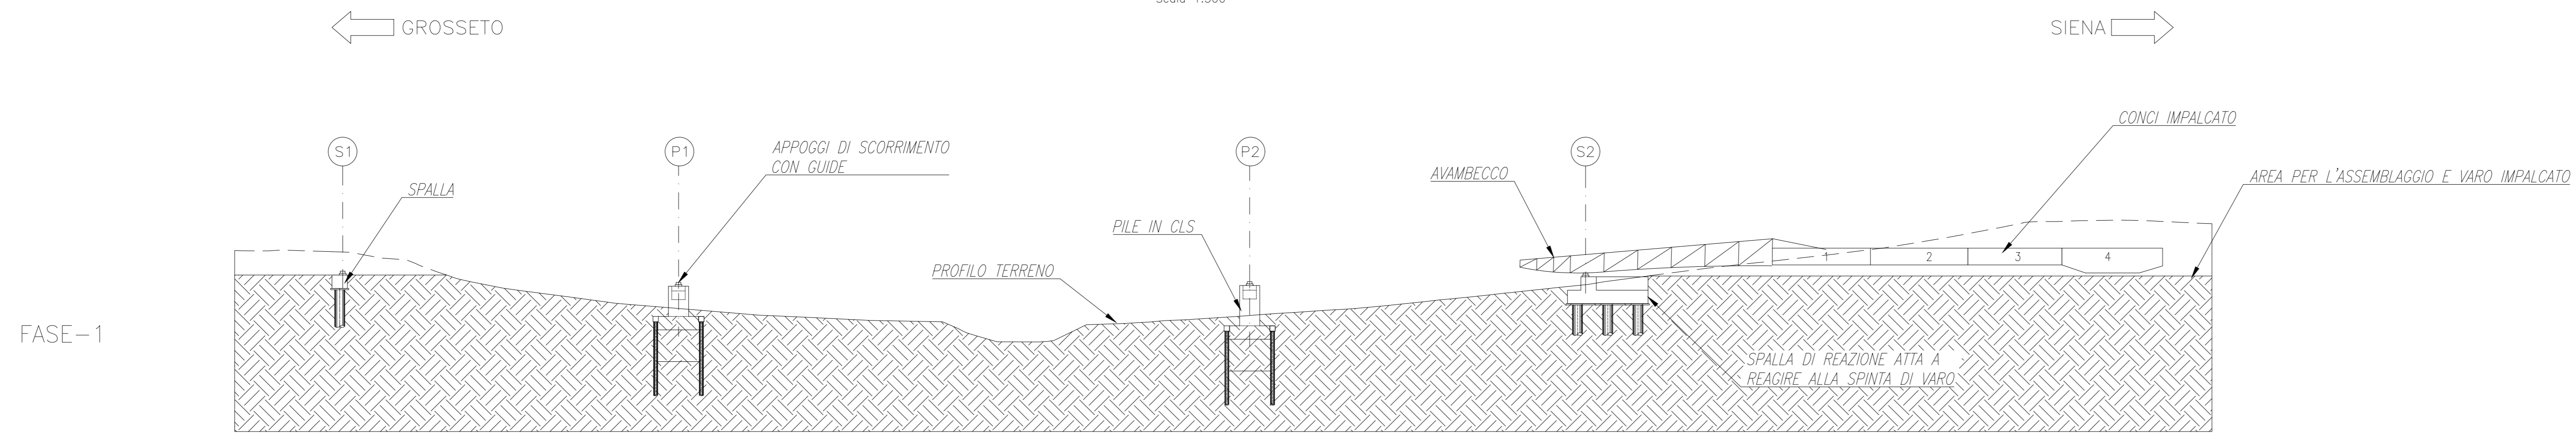 GROSSETO
SIENA
S1
P1
P2
S2
SPALLA
APPOGGI DI SCORRIMENTO
CON GUIDE
PILE IN CLS
PROFILO TERRENO
AVAMBECCO
CONCI IMPALCATO
AREA PER L'ASSEMBLAGGIO E VARO IMPALCATO
1
2
3
4
FASE-1
SPALLA DI REAZIONE ATTA A
REAGIRE ALLA SPINTA DI VARO